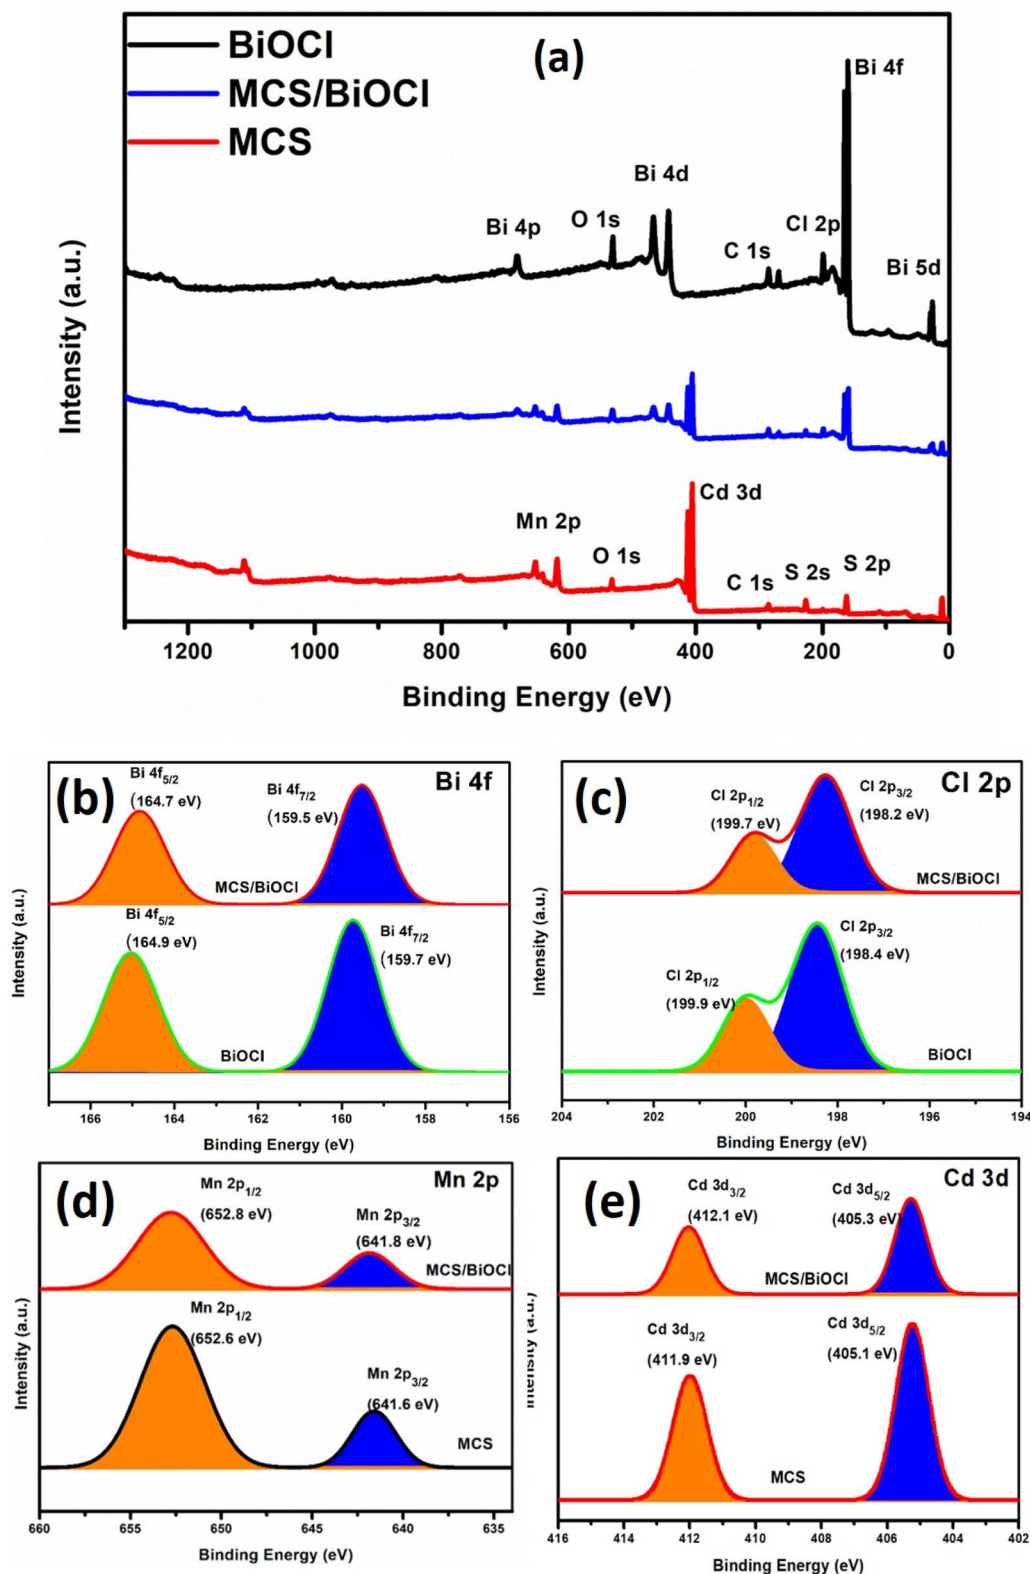 BiOCl
MCS/BiOCl
MCS
(a)
Bi 4f
Bi 4d
O 1s
Cl 2p
Bi 4p
C 1s
Bi 5d
Cd 3d
Mn 2p
O 1s
S 2s
S 2p
C 1s
Intensity (a.u.)
1200 1000 800 600 400 200 0
Binding Energy (eV)
(b)
Bi 4f
Bi 4f5/2
(164.7 eV)
Bi 4f7/2
(159.5 eV)
MCS/BiOCl
Bi 4f5/2
(164.9 eV)
Bi 4f7/2
(159.7 eV)
BiOCl
Intensity (a.u.)
166 164 162 160 158 156
Binding Energy (eV)
(c)
Cl 2p
Cl 2p1/2
(199.7 eV)
Cl 2p3/2
(198.2 eV)
MCS/BiOCl
Cl 2p3/2
(198.4 eV)
Cl 2p1/2
(199.9 eV)
BiOCl
Intensity (a.u.)
204 202 200 198 196 194
Binding Energy (eV)
(d)
Mn 2p
Mn 2p1/2
(652.8 eV)
Mn 2p3/2
(641.8 eV)
MCS/BiOCl
Mn 2p1/2
(652.6 eV)
Mn 2p3/2
(641.6 eV)
MCS
Intensity (a.u.)
660 655 650 645 640 635
Binding Energy (eV)
(e)
Cd 3d
Cd 3d3/2
(412.1 eV)
Cd 3d5/2
(405.3 eV)
MCS/BiOCl
Cd 3d3/2
(411.9 eV)
Cd 3d5/2
(405.1 eV)
MCS
Intensity (a.u.)
416 414 412 410 408 406 404 402
Binding Energy (eV)